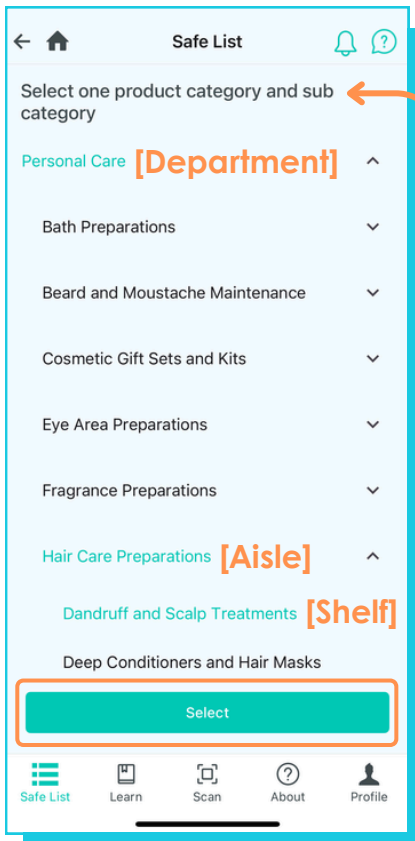 Safe List
Select one product category and sub
category
Personal Care [Department]
Bath Preparations
Beard and Moustache Maintenance
Cosmetic Gift Sets and Kits
Eye Area Preparations
Fragrance Preparations
Hair Care Preparations [Aisle]
Dandruff and Scalp Treatments [Shelf]
Deep Conditioners and Hair Masks
Select
Safe List Learn Scan About Profile